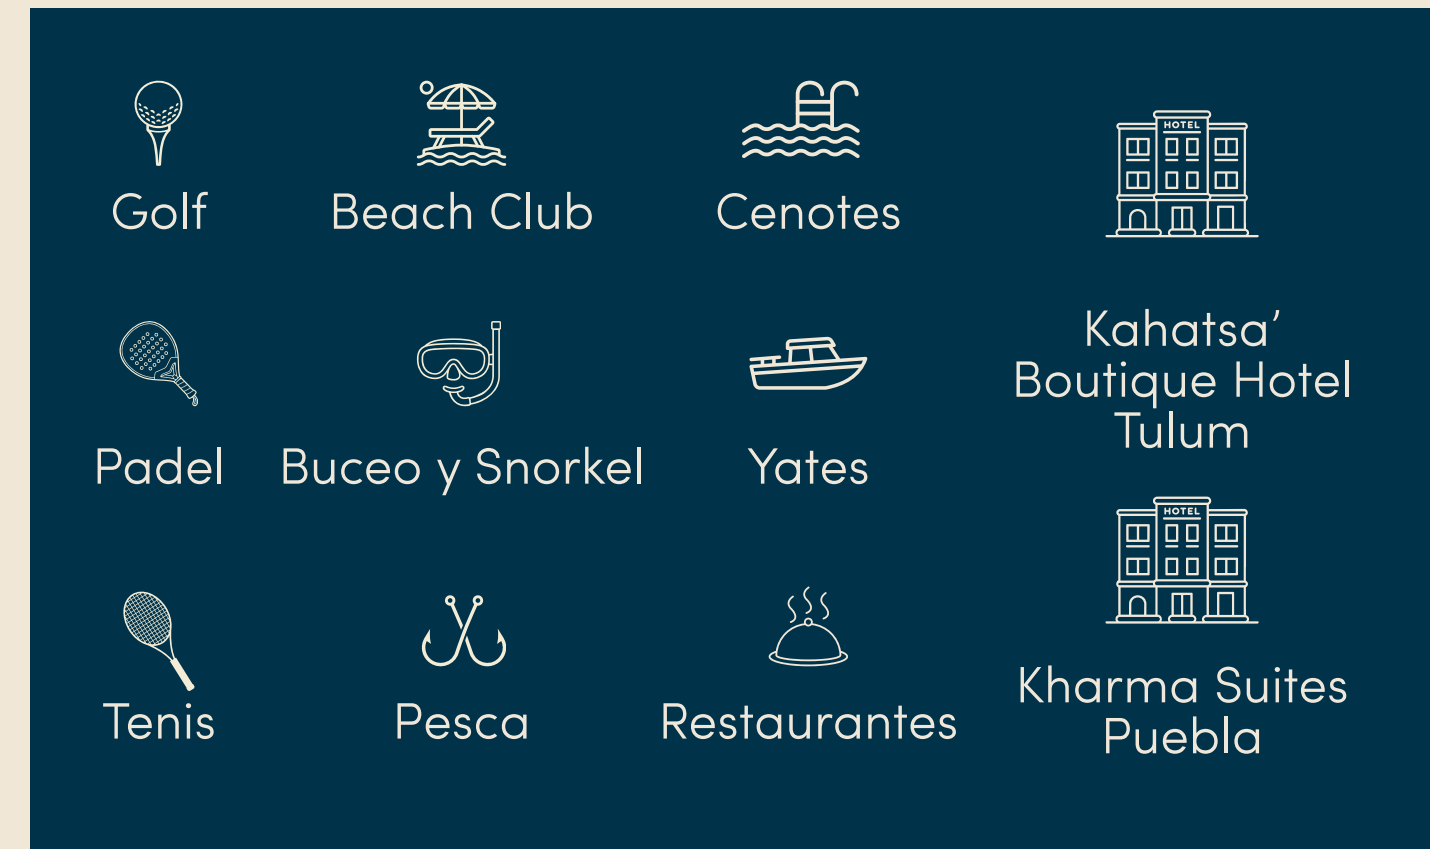 Golf
Beach Club
Cenotes
HOTEL
Kahatsa’
Boutique Hotel
Tulum
Padel
Buceo y Snorkel
Yates
HOTEL
Kharma Suites
Puebla
Tenis
Pesca
Restaurantes